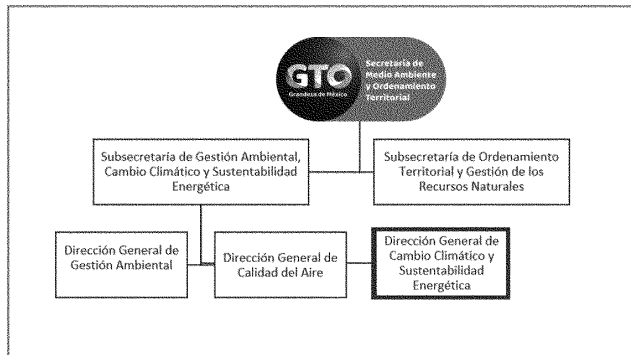 GTO
Grandeza de México
Secretaría de
Medio Ambiente
y Ordenamiento
Territorial
Subsecretaría de Gestión Ambiental,
Cambio Climático y Sustentabilidad
Energética
Subsecretaría de Ordenamiento
Territorial y Gestión de los
Recursos Naturales
Dirección General de
Gestión Ambiental
Dirección General de
Calidad del Aire
Dirección General de
Cambio Climático y
Sustentabilidad
Energética